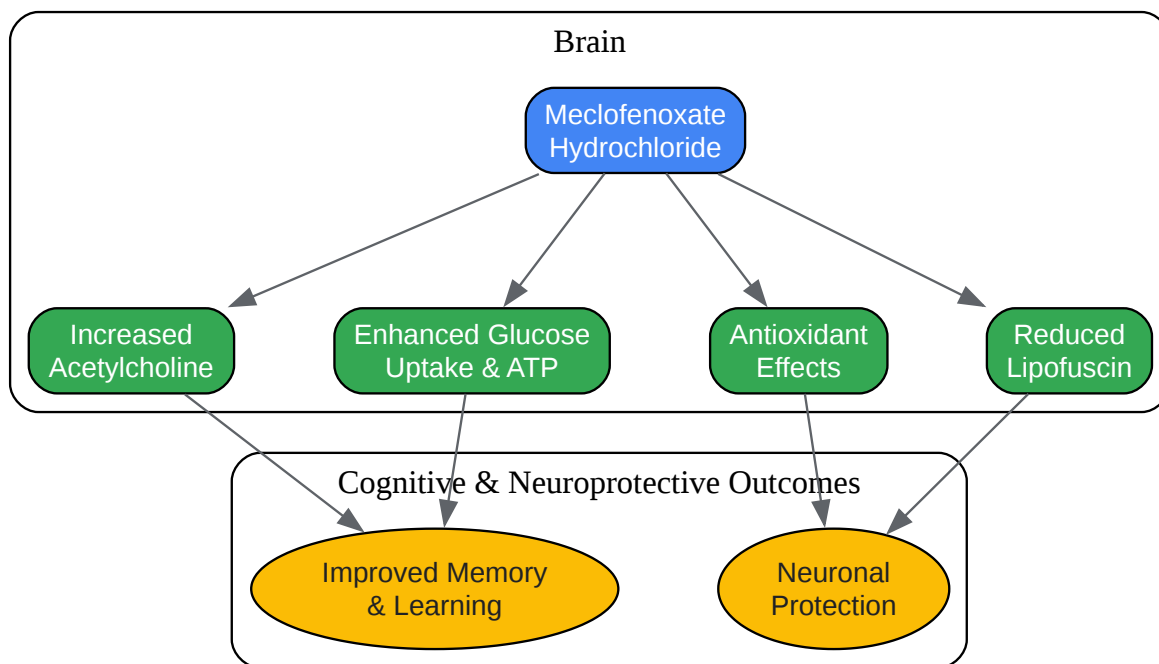 Brain
Meclofenoxate
Hydrochloride
Increased
Acetylcholine
Enhanced Glucose
Uptake & ATP
Antioxidant
Effects
Reduced
Lipofuscin
Cognitive & Neuroprotective Outcomes
Improved Memory
& Learning
Neuronal
Protection